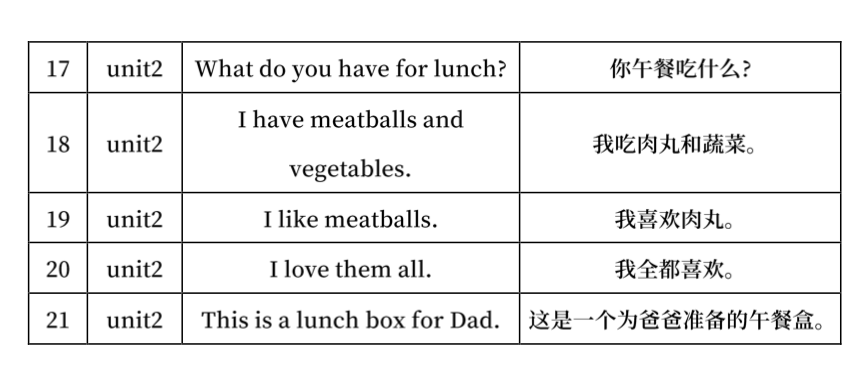 17 unit2 What do you have for lunch? 你午餐吃什么?
18 unit2 I have meatballs and
vegetables. 我吃肉丸和蔬菜。
19 unit2 I like meatballs. 我喜欢肉丸。
20 unit2 I love them all. 我全都喜欢。
21 unit2 This is a lunch box for Dad. 这是一个为爸爸准备的午餐盒。